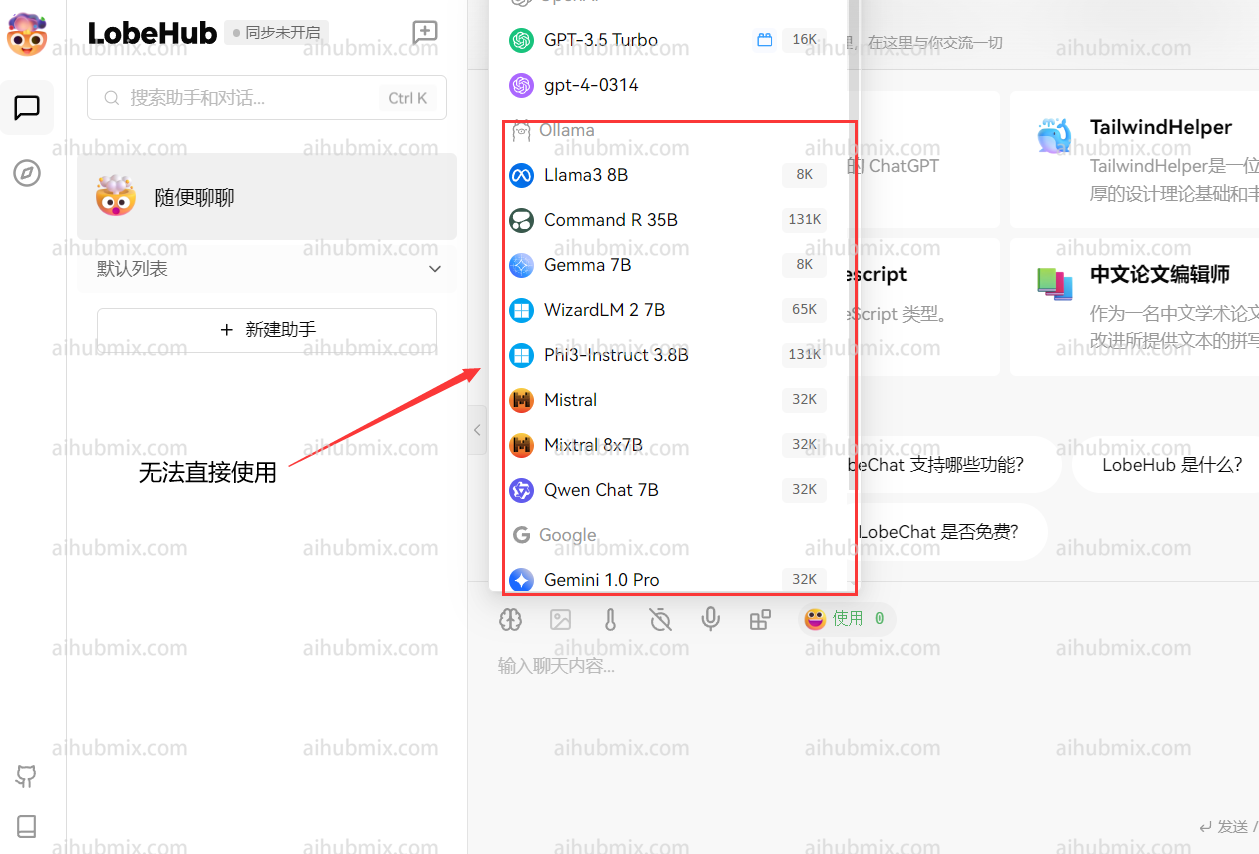 LobeHub
同步未开启
搜索助手和对话...
Ctrl K
随便聊聊
默认列表
+ 新建助手
无法直接使用
OpenAI
GPT-3.5 Turbo 16K
gpt-4-0314
Ollama
Llama3 8B 8K
Command R 35B 131K
Gemma 7B 8K
WizardLM 2 7B 65K
Phi3-Instruct 3.8B 131K
Mistral 32K
Mixtral 8x7B 32K
Qwen Chat 7B 32K
Google
Gemini 1.0 Pro 32K
在这里与你交流一切
的 ChatGPT
TailwindHelper
TailwindHelper是一位
厚的设计理论基础和丰
script
eScript 类型。
中文论文编辑师
作为一名中文学术论文
改进所提供文本的拼写
beChat 支持哪些功能?
LobeHub 是什么?
LobeChat 是否免费?
使用 0
输入聊天内容...
↵ 发送 /
aihubmix.com